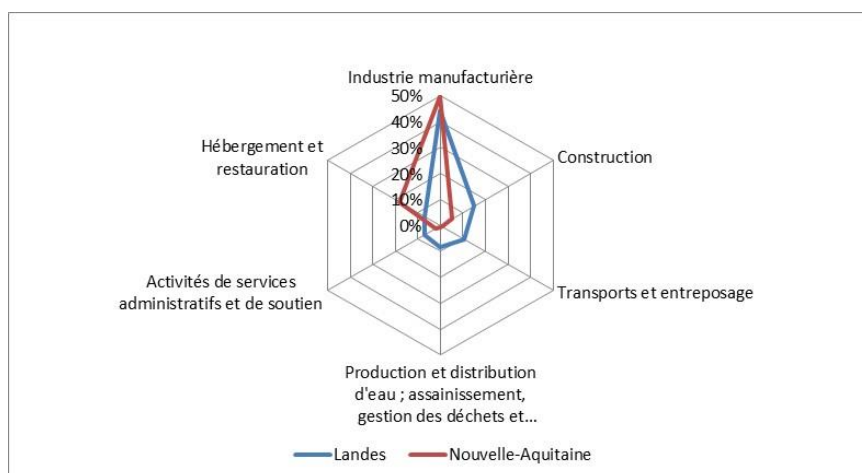 Industrie manufacturière
50%
40%
30%
20%
10%
0%
Construction
Transports et entreposage
Production et distribution
d'eau ; assainissement,
gestion des déchets et...
Activités de services
administratifs et de soutien
Hébergement et
restauration
Landes
Nouvelle-Aquitaine